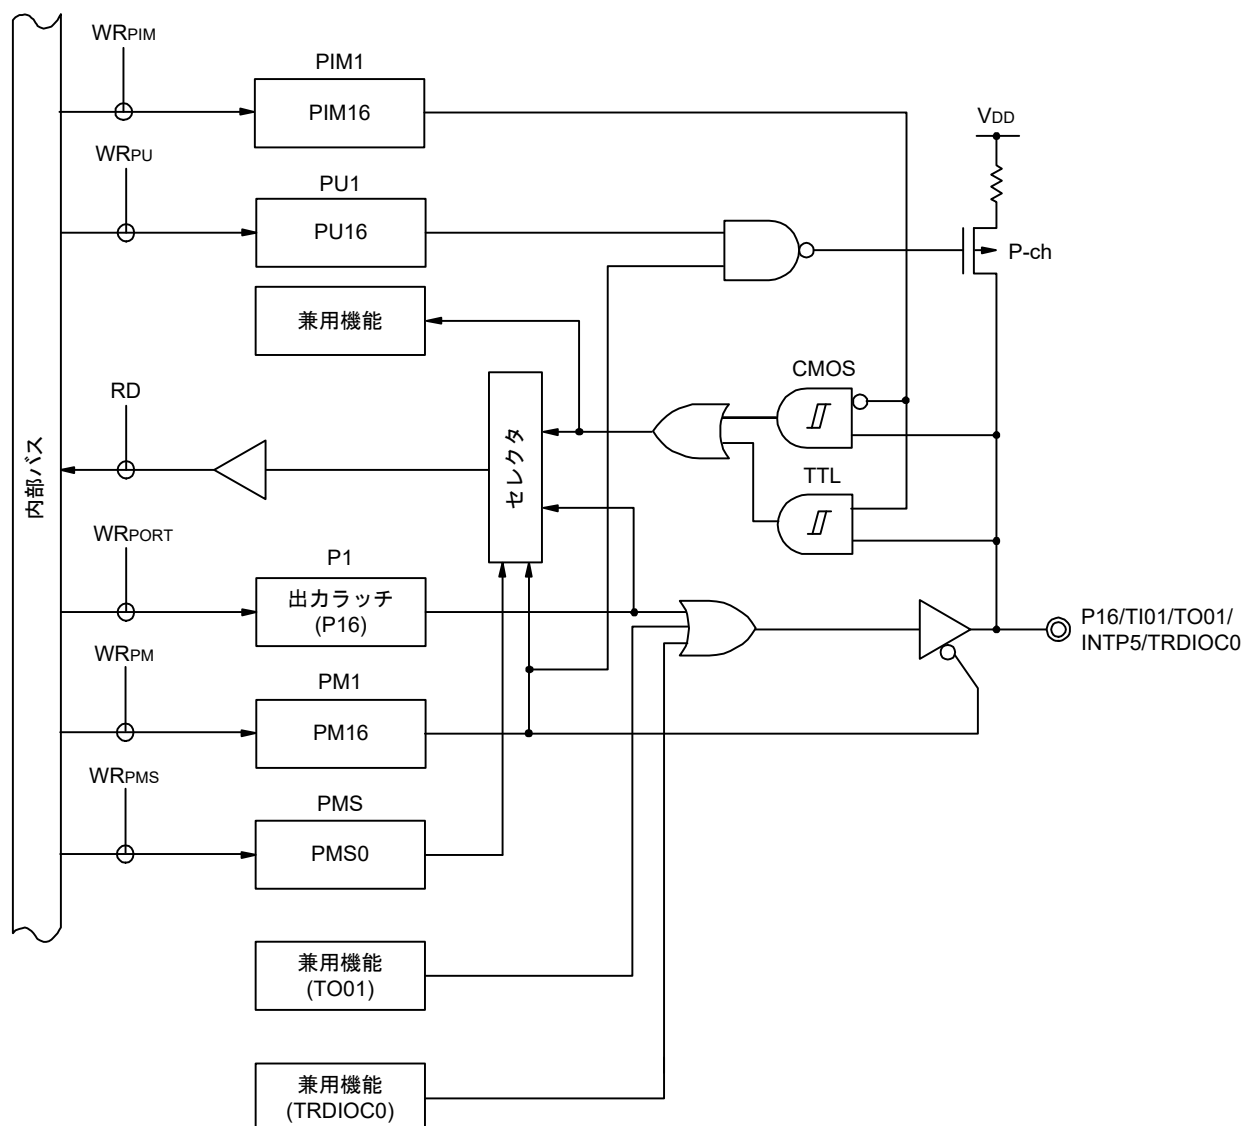 WRPIM
PIM1
PIM16
VDD
WRPU
PU1
PU16
P-ch
兼用機能
CMOS
RD
セレクタ
TTL
内部バス
WRPORT
P1
出力ラッチ
(P16)
P16/TI01/TO01/
INTP5/TRDIOC0
WRPM
PM1
PM16
WRPMS
PMS
PMS0
兼用機能
(TO01)
兼用機能
(TRDIOC0)